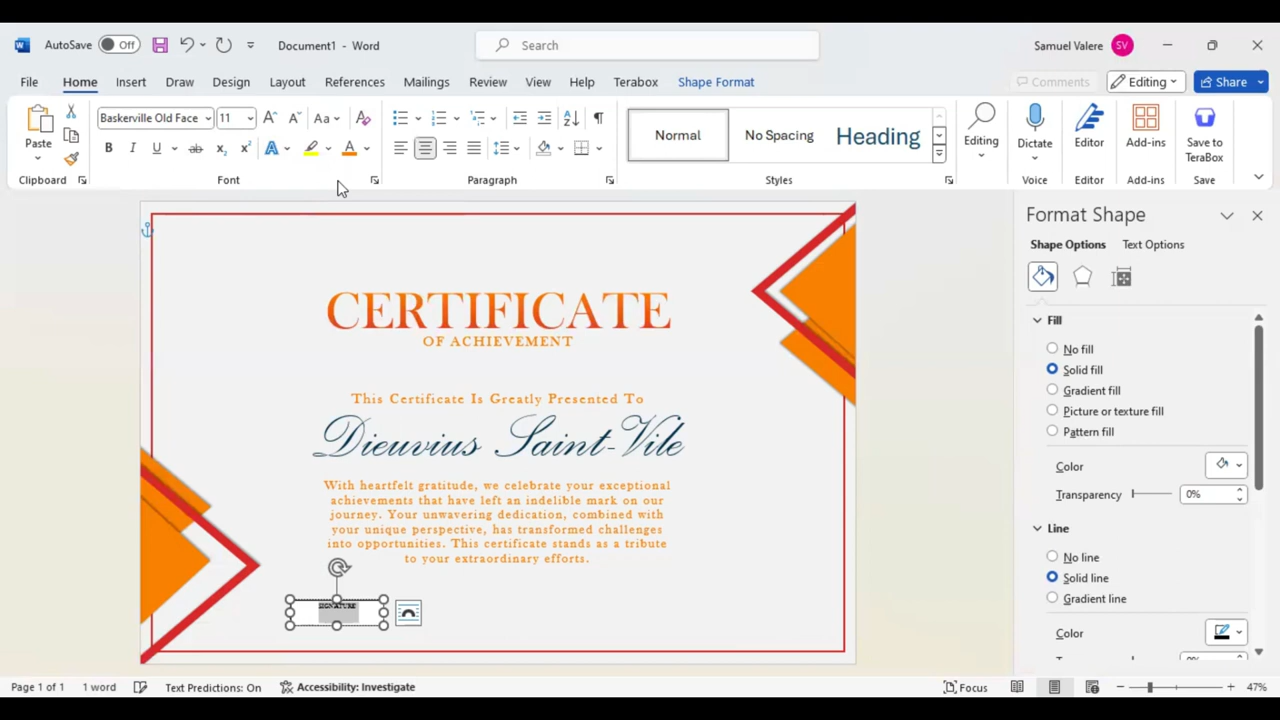 AutoSave Off Document1 - Word Search Samuel Valere SV
File Home Insert Draw Design Layout References Mailings Review View Help Terabox Shape Format Comments Editing Share
Baskerville Old Face 11 Aa
Paste Normal No Spacing Heading Editing Dictate Editor Add-ins Save to TeraBox
Clipboard Font Paragraph Styles Voice Editor Add-ins Save
Format Shape
Shape Options Text Options
Fill
No fill
Solid fill
Gradient fill
Picture or texture fill
Pattern fill
Color
Transparency 0%
Line
No line
Solid line
Gradient line
Color
CERTIFICATE
OF ACHIEVEMENT
This Certificate Is Greatly Presented To
Dieuvius Saint-Vile
With heartfelt gratitude, we celebrate your exceptional
achievements that have left an indelible mark on our
journey. Your unwavering dedication, combined with
your unique perspective, has transformed challenges
into opportunities. This certificate stands as a tribute
to your extraordinary efforts.
SIGNATURE
Page 1 of 1 1 word Text Predictions: On Accessibility: Investigate Focus 47%